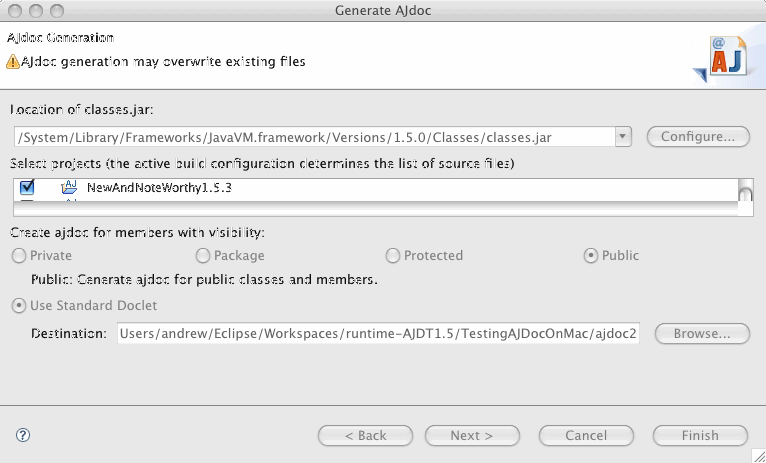 Generate AJdoc
AJdoc Generation
AJdoc generation may overwrite existing files
@
AJ
Location of classes.jar:
/System/Library/Frameworks/JavaVM.framework/Versions/1.5.0/Classes/classes.jar
Configure...
Select projects (the active build configuration determines the list of source files)
NewAndNoteWorthy1.5.3
Create ajdoc for members with visibility:
Private Package Protected Public
Public: Generate ajdoc for public classes and members.
Use Standard Doclet
Destination: Users/andrew/Eclipse/Workspaces/runtime-AJDT1.5/TestingAJDocOnMac/ajdoc2 Browse...
? < Back Next > Cancel Finish